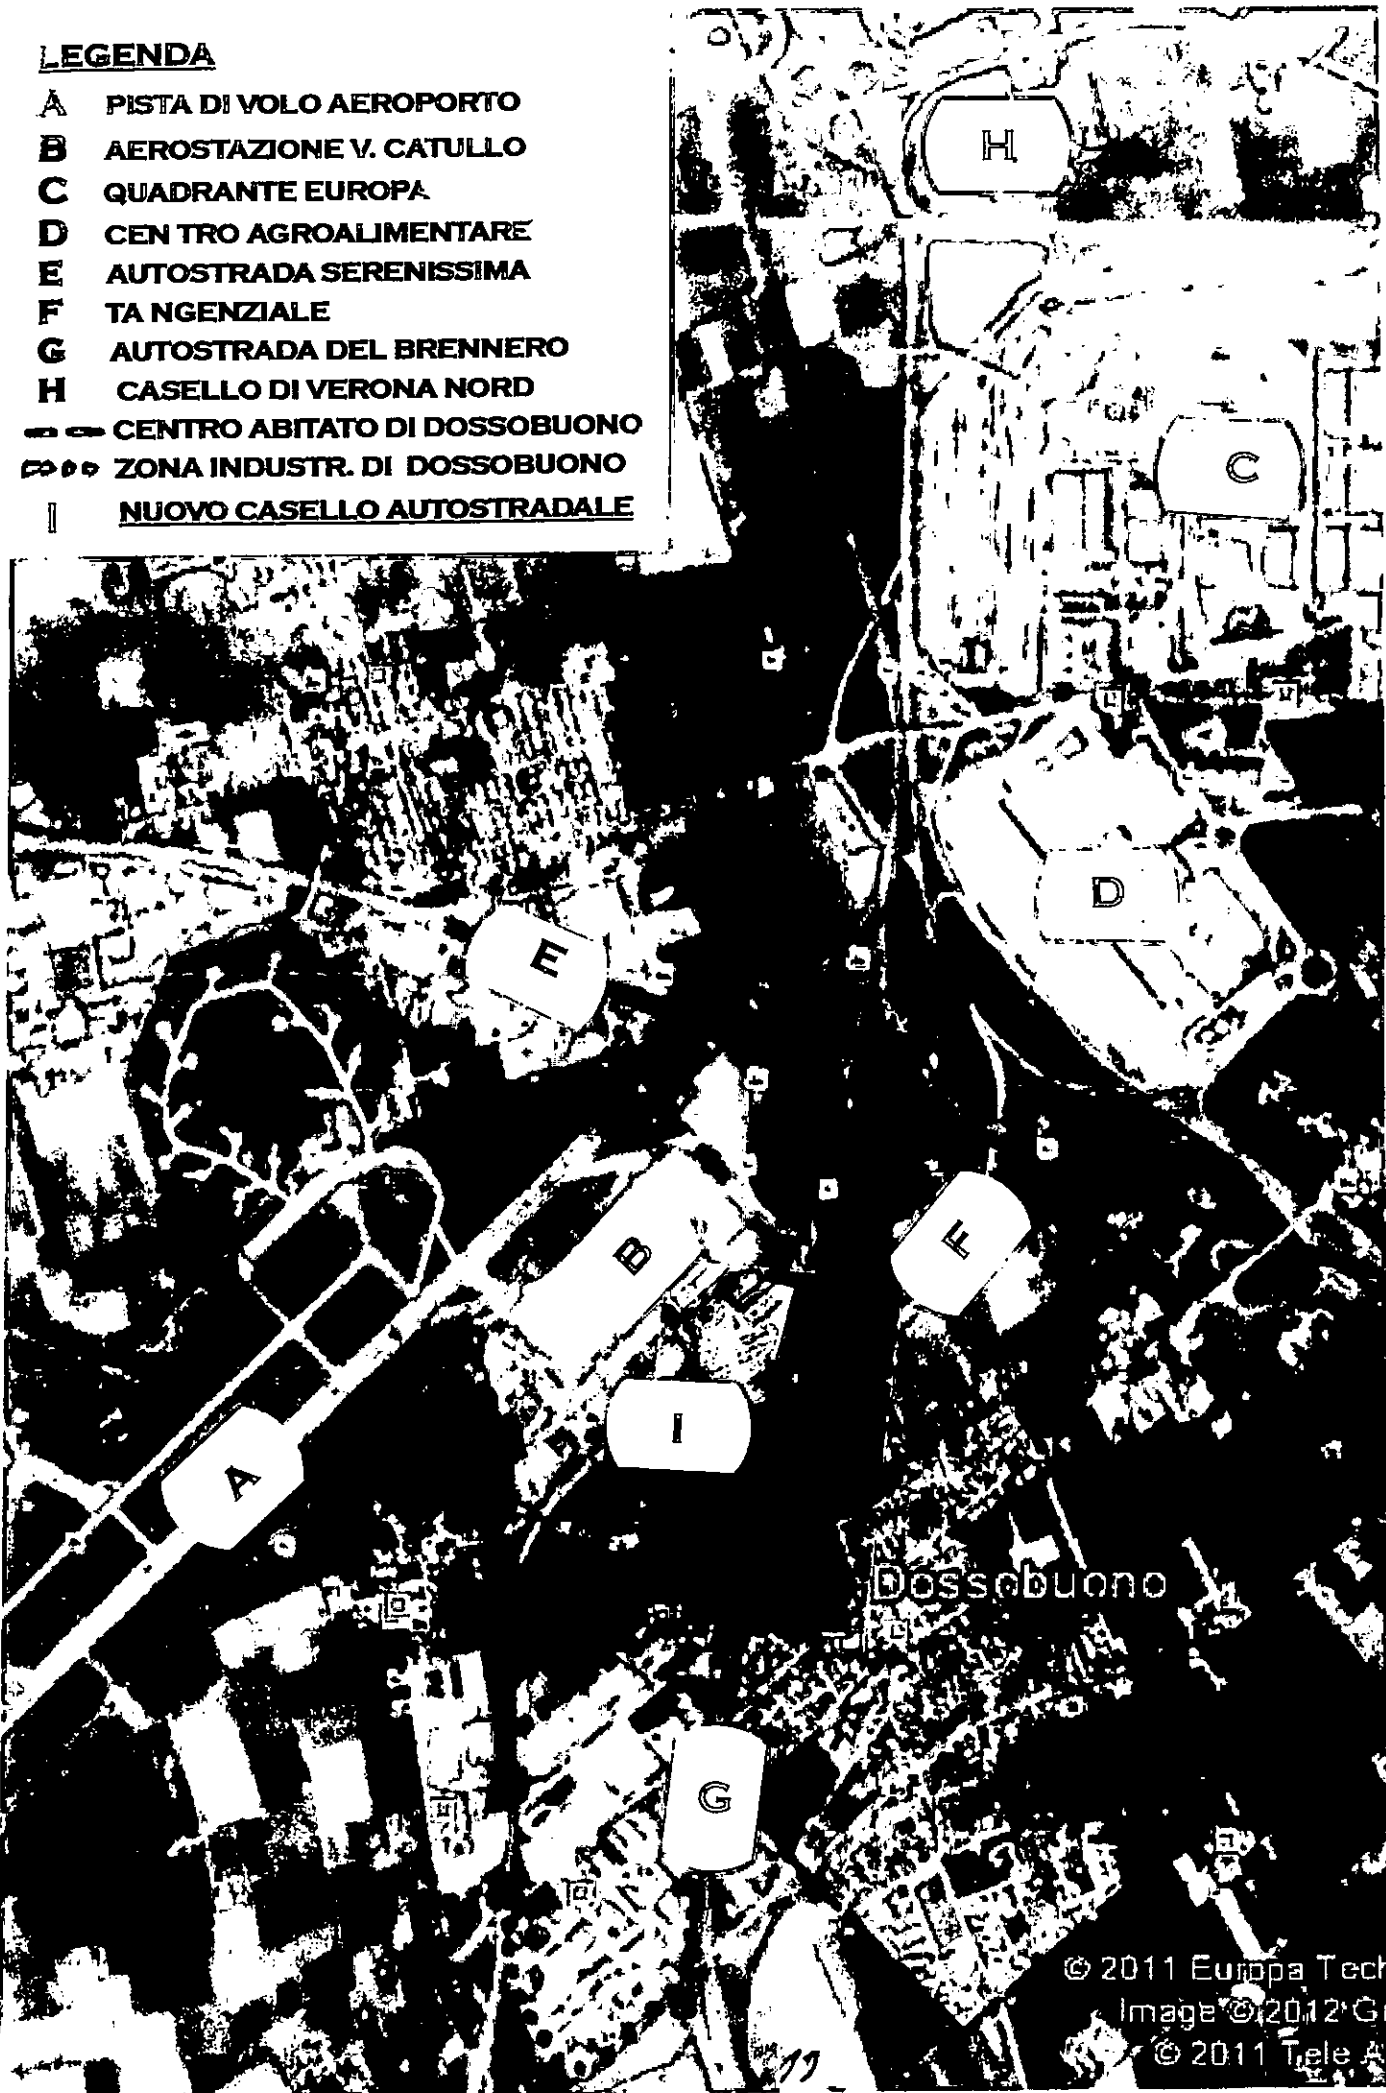 LEGENDA
A PISTA DI VOLO AEROPORTO
B AEROSTAZIONE V. CATULLO
C QUADRANTE EUROPA
D CEN TRO AGROALIMENTARE
E AUTOSTRADA SERENISSIMA
F TA NGENZIALE
G AUTOSTRADA DEL BRENNERO
H CASELLO DI VERONA NORD
CENTRO ABITATO DI DOSSOBUONO
ZONA INDUSTR. DI DOSSOBUONO
I NUOVO CASELLO AUTOSTRADALE
H
C
D
E
B
F
I
A
Dossobuono
G
© 2011 Europa Tech
Image © 2012 G
© 2011 Tele A